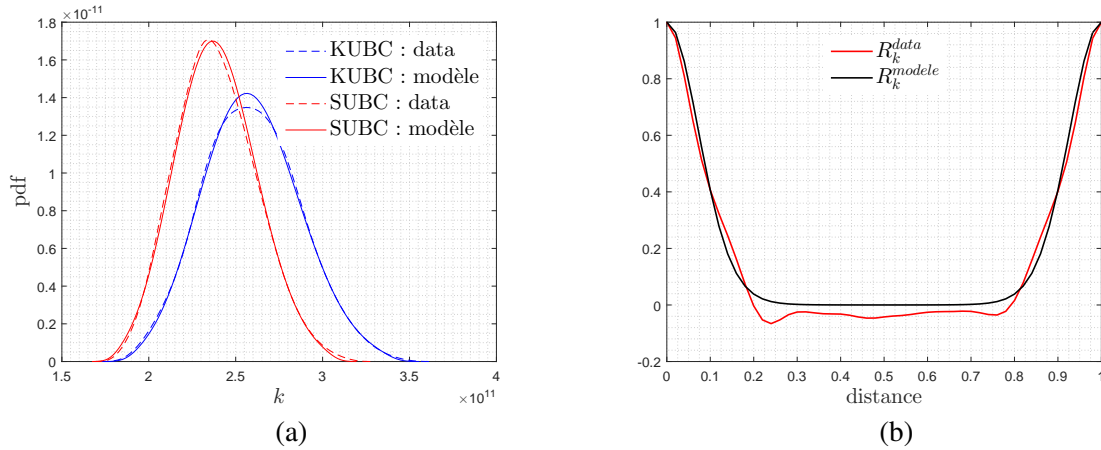 ×10⁻¹¹
1.8
1.6
1.4
1.2
1
0.8
0.6
0.4
0.2
0
pdf
KUBC : data
KUBC : modèle
SUBC : data
SUBC : modèle
1.5 2 2.5 3 3.5 4
k
×10¹¹
(a)
1
0.8
0.6
0.4
0.2
0
-0.2
R_k^{data}
R_k^{modele}
0 0.1 0.2 0.3 0.4 0.5 0.6 0.7 0.8 0.9 1
distance
(b)